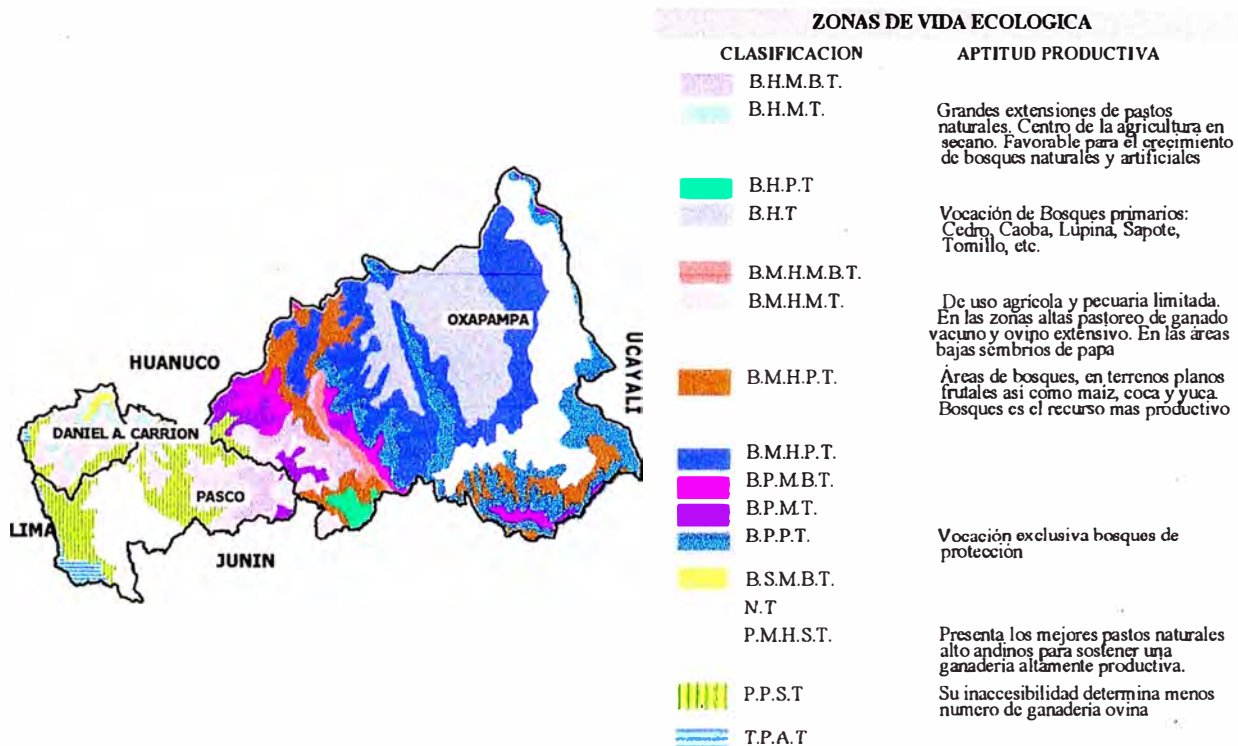 ZONAS DE VIDA ECOLOGICA
CLASIFICACION APTITUD PRODUCTIVA
B.H.M.B.T.
B.H.M.T. Grandes extensiones de pastos
naturales. Centro de la agricultura en
secano. Favorable para el crecimiento
de bosques naturales y artificiales
B.H.P.T
B.H.T Vocación de Bosques primarios:
Cedro, Caoba, Lupina, Sapote,
Tornillo, etc.
B.M.H.M.B.T.
B.M.H.M.T. De uso agrícola y pecuaria limitada.
En las zonas altas pastoreo de ganado
vacuno y ovino extensivo. En las áreas
bajas sembrios de papa
B.M.H.P.T. Áreas de bosques, en terrenos planos
frutales asi como maíz, coca y yuca.
Bosques es el recurso mas productivo
B.M.H.P.T.
B.P.M.B.T.
B.P.M.T.
B.P.P.T. Vocación exclusiva bosques de
protección
B.S.M.B.T.
N.T
P.M.H.S.T. Presenta los mejores pastos naturales
alto andinos para sostener una
ganaderia altamente productiva.
P.P.S.T Su inaccesibilidad determina menos
numero de ganaderia ovina
T.P.A.T
OXAPAMPA
UCAYALI
HUANUCO
DANIEL A. CARRION
PASCO
LIMA
JUNIN